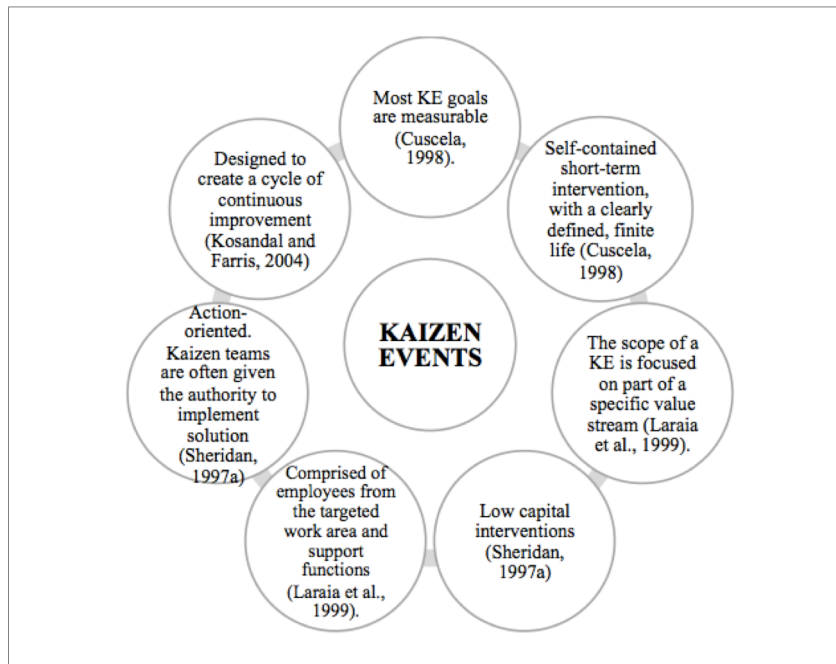 Most KE goals
are measurable
(Cuscela,
1998).
Self-contained
short-term
intervention,
with a clearly
defined, finite
life (Cuscela,
1998)
The scope of a
KE is focused
on part of a
specific value
stream (Laraia
et al., 1999).
Low capital
interventions
(Sheridan,
1997a)
Comprised of
employees from
the targeted
work area and
support
functions
(Laraia et al.,
1999).
Action-
oriented.
Kaizen teams
are often given
the authority to
implement
solution
(Sheridan,
1997a)
Designed to
create a cycle of
continuous
improvement
(Kosandal and
Farris, 2004)
KAIZEN
EVENTS